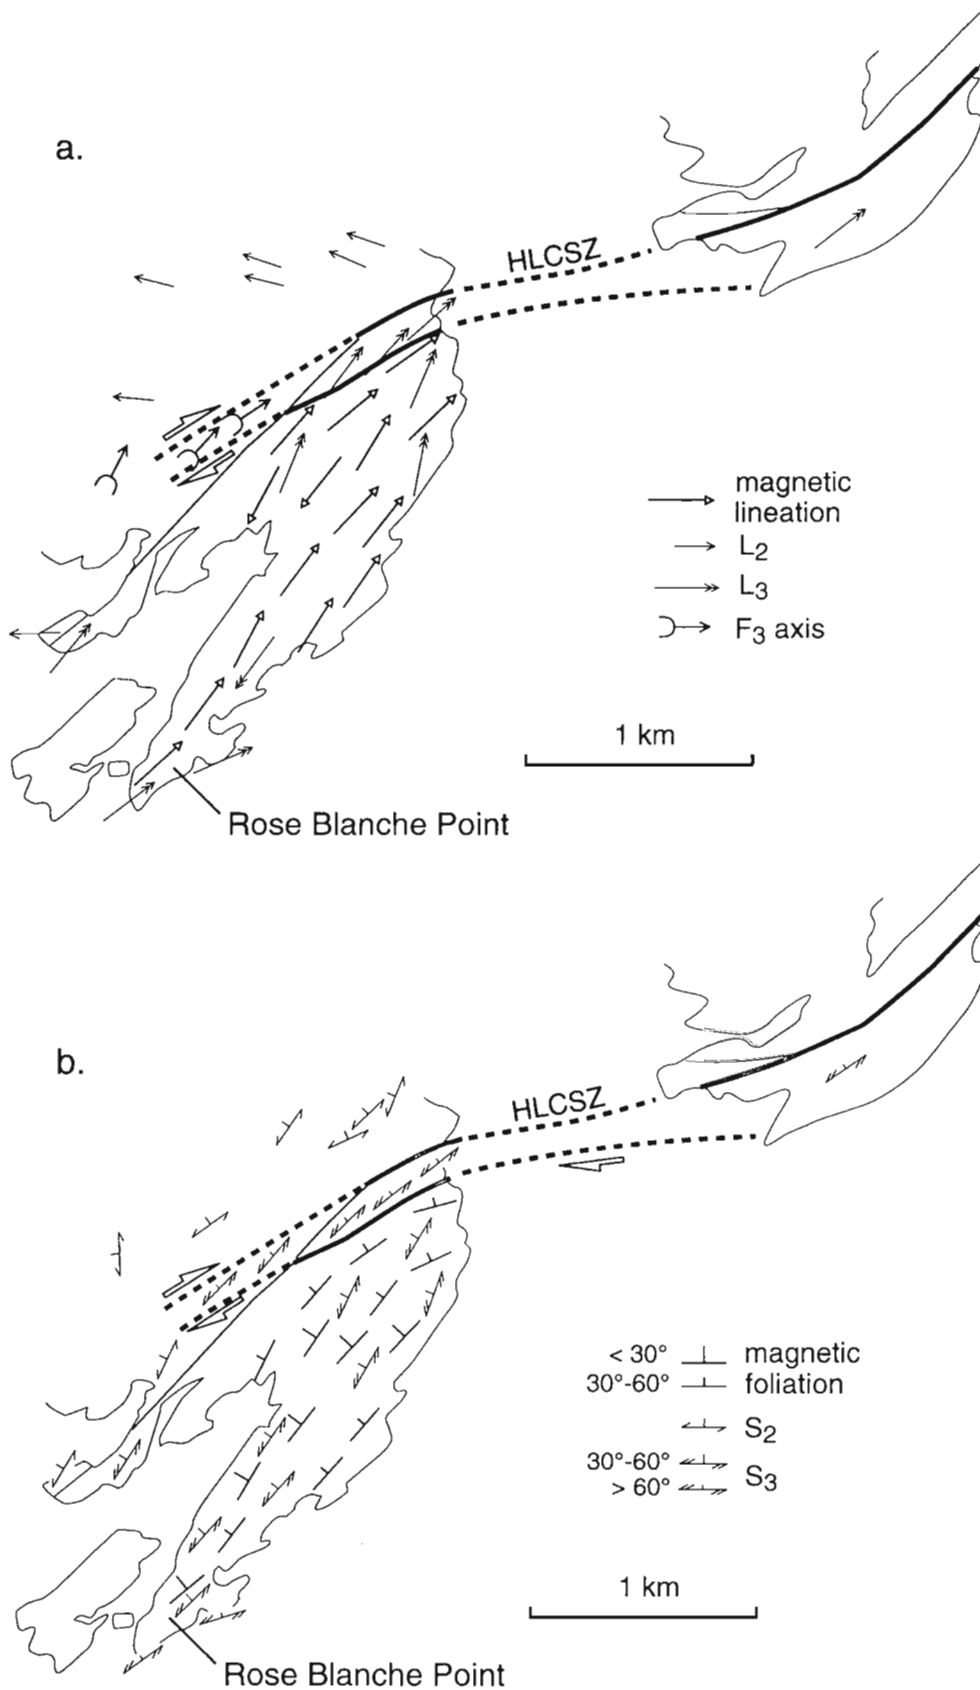 a.
HLCSZ
magnetic
lineation
L2
L3
F3 axis
1 km
Rose Blanche Point
b.
HLCSZ
< 30° magnetic
30°-60° foliation
S2
30°-60°
S3
> 60°
1 km
Rose Blanche Point